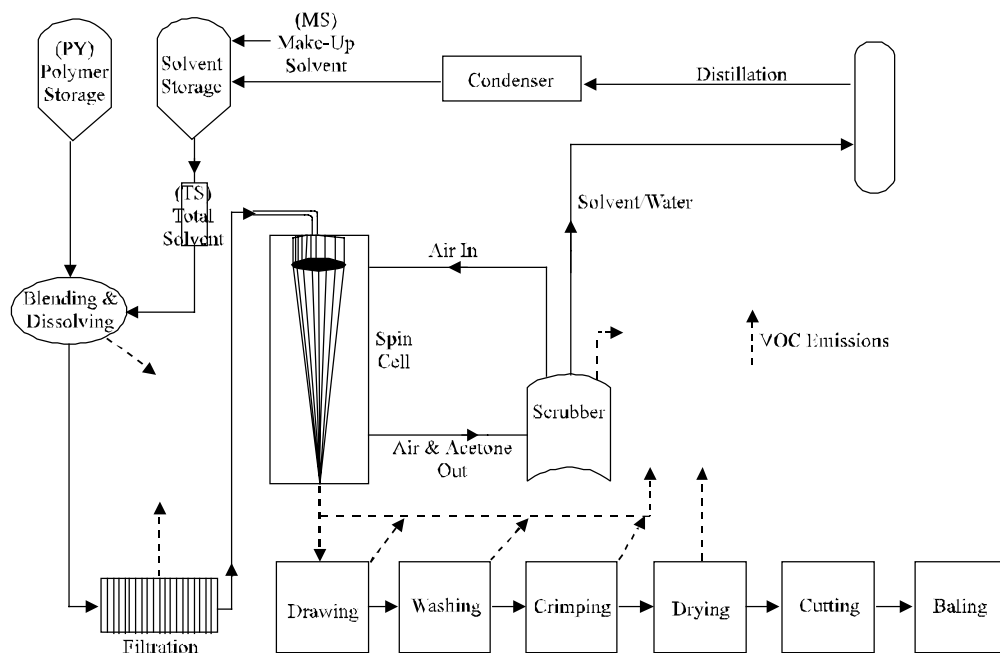 (PY)
Polymer
Storage
Solvent
Storage
(MS)
Make-Up
Solvent
Condenser
Distillation
(TS)
Total
Solvent
Solvent/Water
Air In
Blending &
Dissolving
Spin
Cell
VOC Emissions
Scrubber
Air & Acetone
Out
Drawing
Washing
Crimping
Drying
Cutting
Baling
Filtration